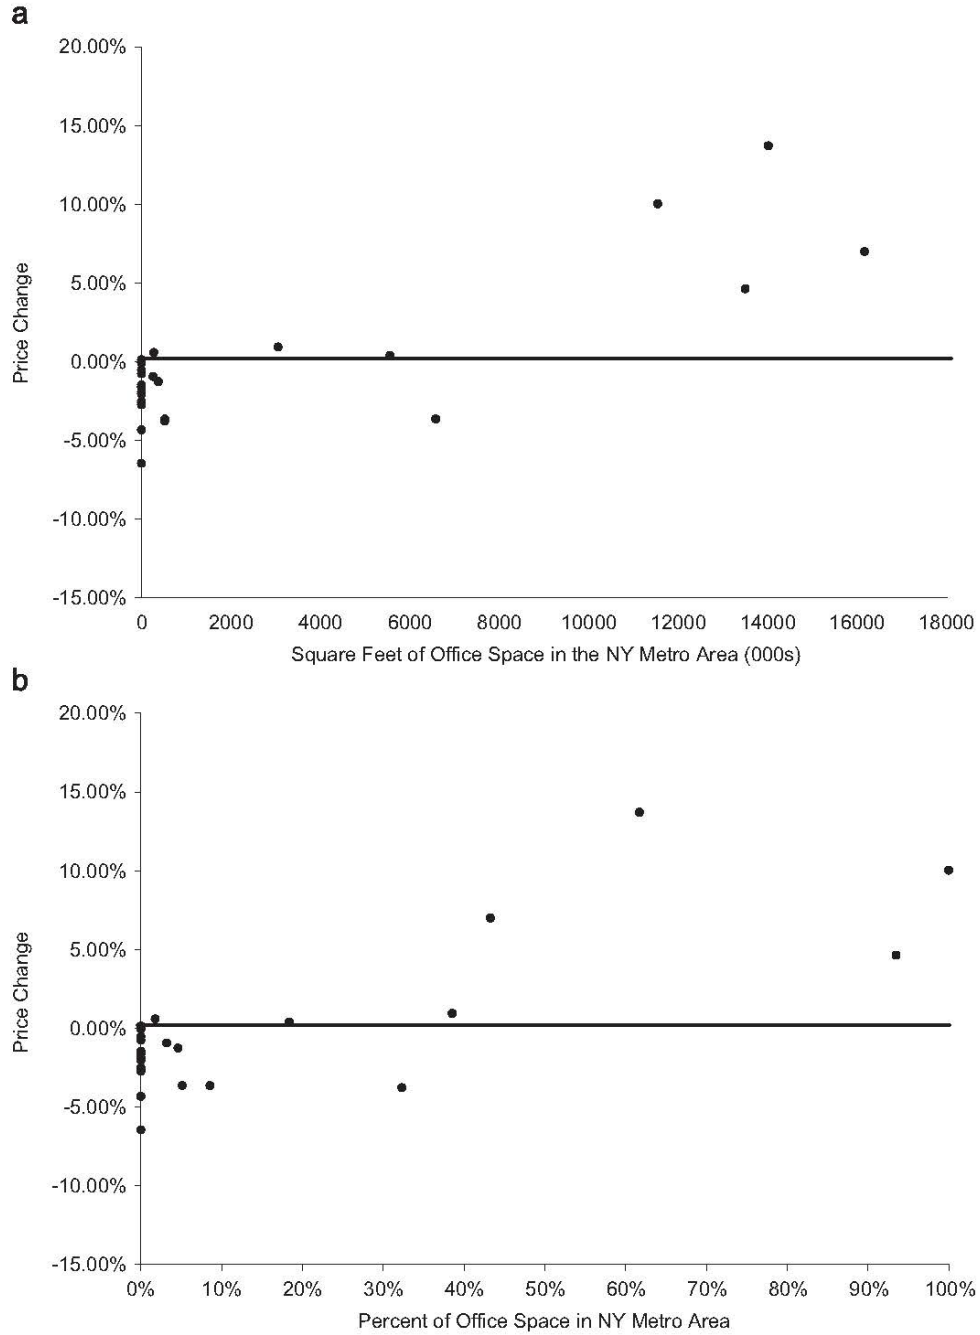 a
20.00%
15.00%
10.00%
5.00%
0.00%
-5.00%
-10.00%
-15.00%
Price Change
0 2000 4000 6000 8000 10000 12000 14000 16000 18000
Square Feet of Office Space in the NY Metro Area (000s)
b
20.00%
15.00%
10.00%
5.00%
0.00%
-5.00%
-10.00%
-15.00%
Price Change
0% 10% 20% 30% 40% 50% 60% 70% 80% 90% 100%
Percent of Office Space in NY Metro Area